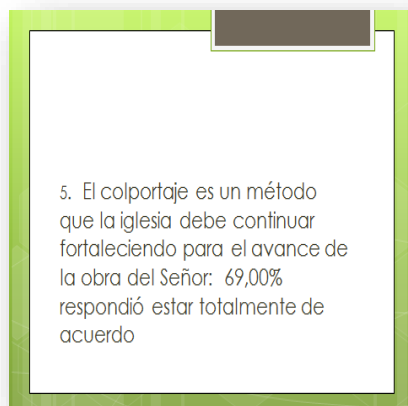 5. El colportaje es un método
que la iglesia debe continuar
fortaleciendo para el avance de
la obra del Señor: 69,00%
respondió estar totalmente de
acuerdo